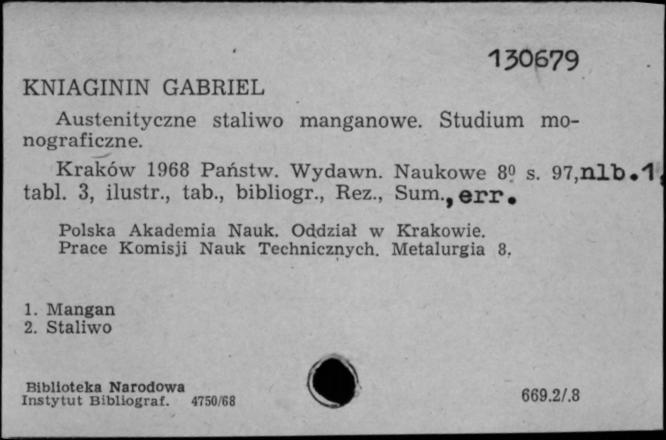 130679
KNIAGININ GABRIEL
Austenityczne staliwo manganowe. Studium mo-
nograficzne.
Kraków 1968 Państw. Wydawn. Naukowe 8º s. 97,nlb.1,
tabl. 3, ilustr., tab., bibliogr., Rez., Sum.,err.
Polska Akademia Nauk. Oddział w Krakowie.
Prace Komisji Nauk Technicznych. Metalurgia 8.
1. Mangan
2. Staliwo
Biblioteka Narodowa
Instytut Bibliograf. 4750/68
669.2/.8